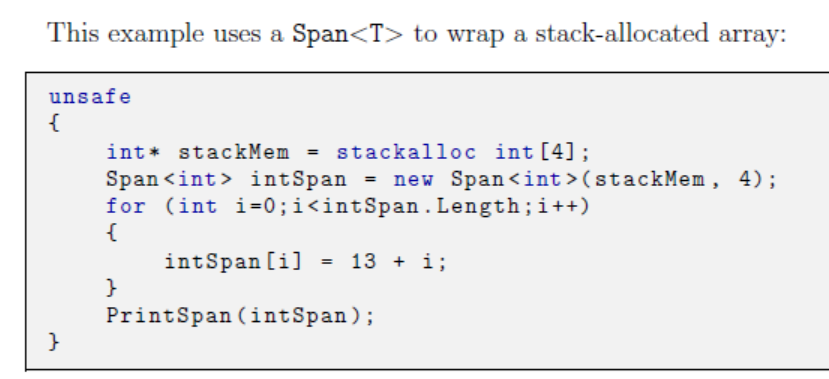 This example uses a Span<T> to wrap a stack-allocated array:
unsafe
{
    int* stackMem = stackalloc int[4];
    Span<int> intSpan = new Span<int>(stackMem, 4);
    for (int i=0;i<intSpan.Length;i++)
    {
        intSpan[i] = 13 + i;
    }
    PrintSpan(intSpan);
}